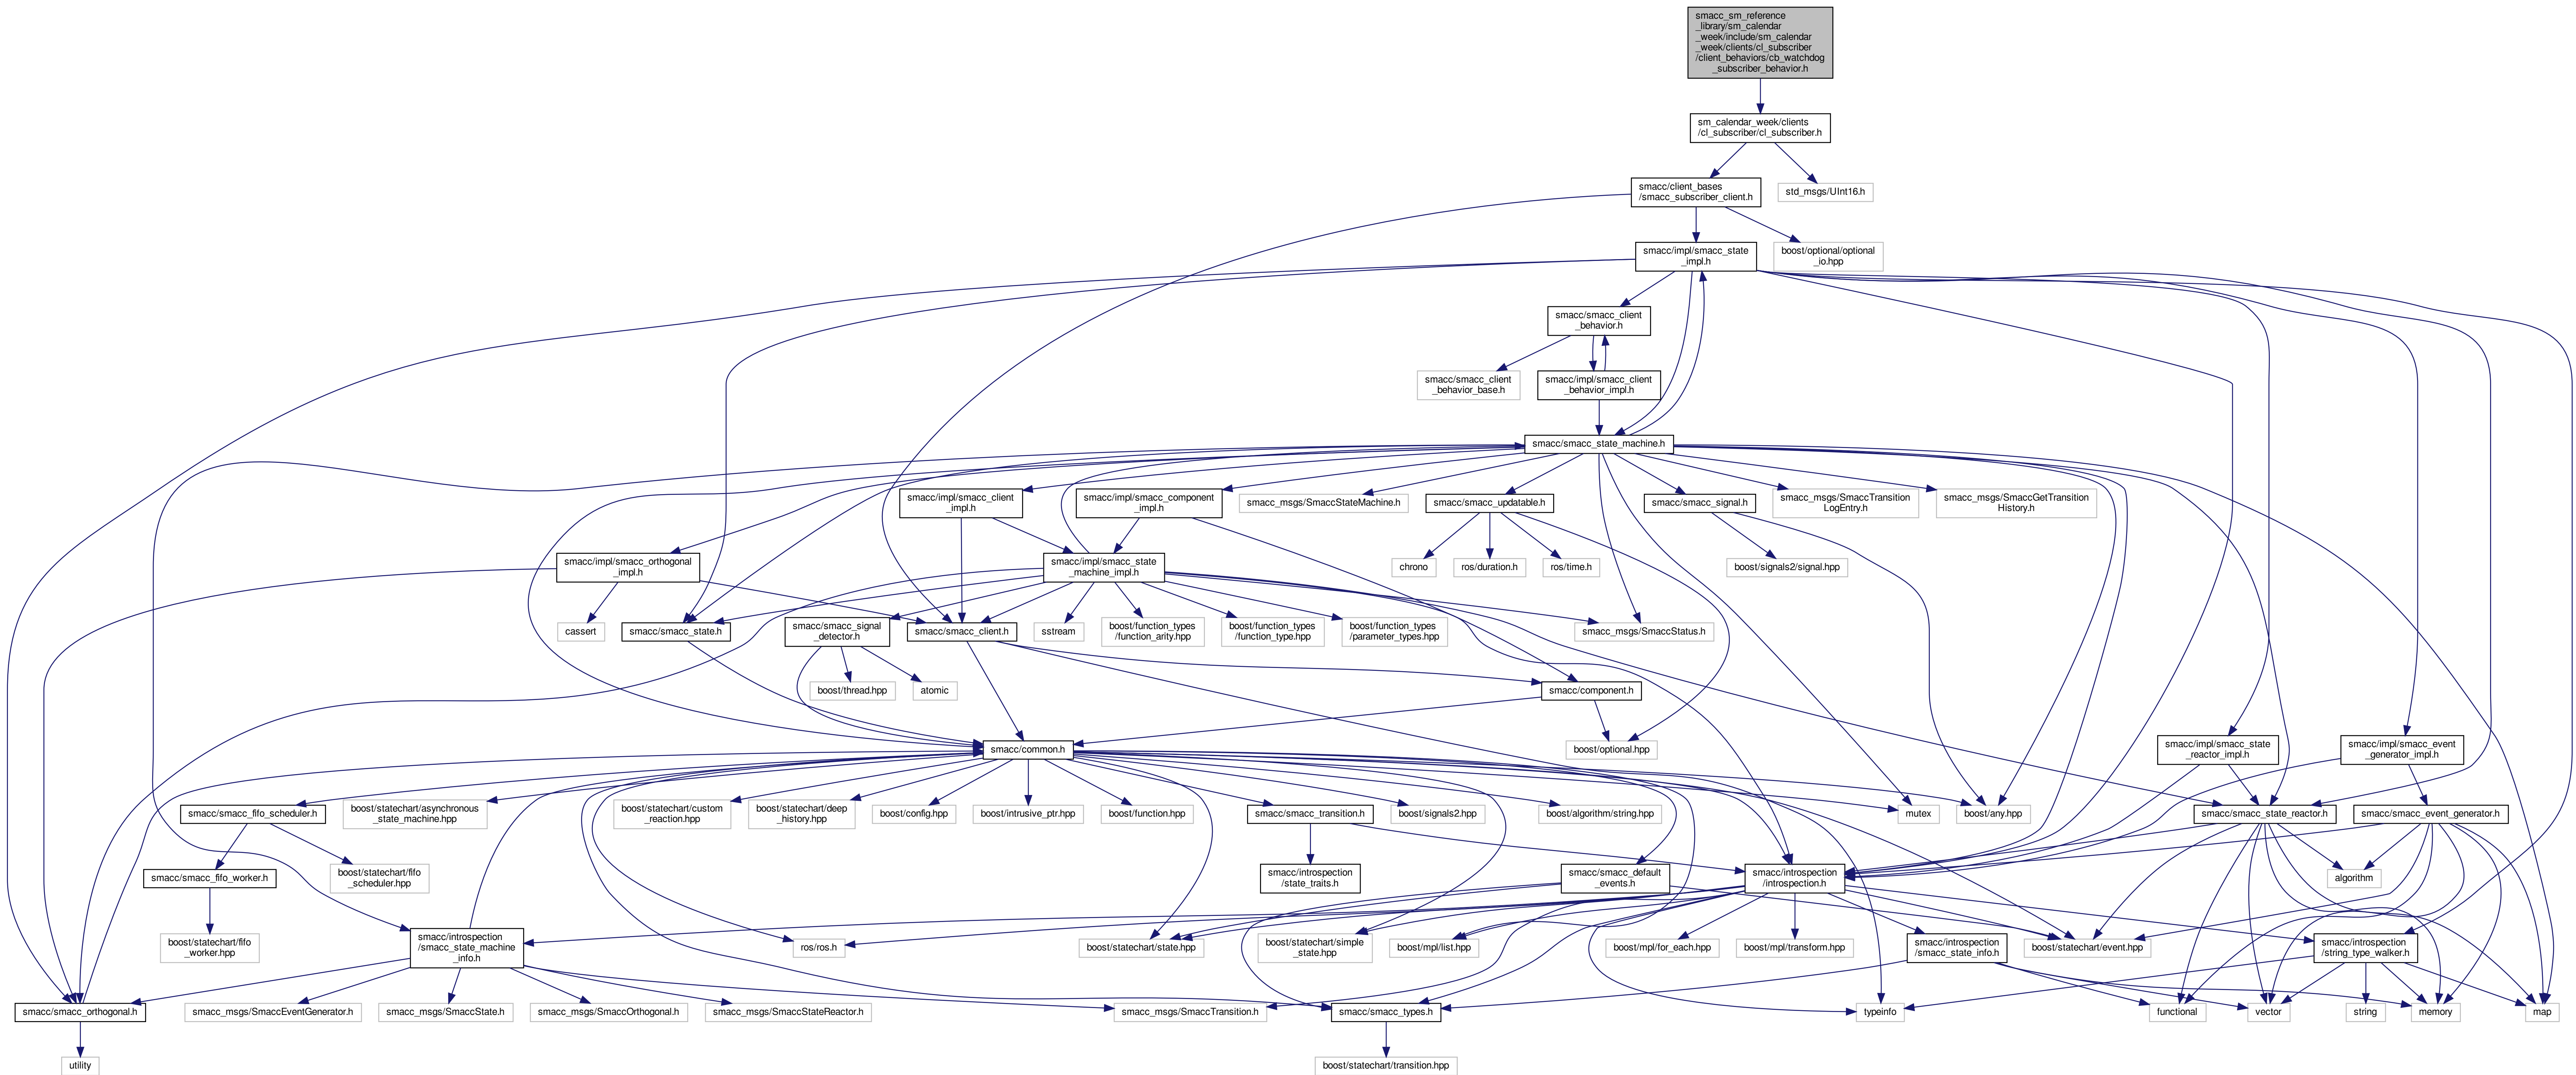 smacc_sm_reference
_library/sm_calendar
_week/include/sm_calendar
_week/clients/cl_subscriber
/client_behaviors/cb_watchdog
_subscriber_behavior.h
sm_calendar_week/clients
/cl_subscriber/cl_subscriber.h
smacc/client_bases
/smacc_subscriber_client.h
std_msgs/UInt16.h
smacc/impl/smacc_state
_impl.h
boost/optional/optional
_io.hpp
smacc/smacc_client
_behavior.h
smacc/smacc_client
_behavior_base.h
smacc/impl/smacc_client
_behavior_impl.h
smacc/smacc_state_machine.h
smacc/impl/smacc_client
_impl.h
smacc/impl/smacc_component
_impl.h
smacc_msgs/SmaccStateMachine.h
smacc/smacc_updatable.h
smacc/smacc_signal.h
smacc_msgs/SmaccTransition
LogEntry.h
smacc_msgs/SmaccGetTransition
History.h
smacc/impl/smacc_orthogonal
_impl.h
smacc/impl/smacc_state
_machine_impl.h
chrono
ros/duration.h
ros/time.h
boost/signals2/signal.hpp
cassert
smacc/smacc_state.h
smacc/smacc_signal
_detector.h
smacc/smacc_client.h
sstream
boost/function_types
/function_arity.hpp
boost/function_types
/function_type.hpp
boost/function_types
/parameter_types.hpp
smacc_msgs/SmaccStatus.h
boost/thread.hpp
atomic
smacc/component.h
smacc/common.h
boost/optional.hpp
smacc/impl/smacc_state
_reactor_impl.h
smacc/impl/smacc_event
_generator_impl.h
smacc/smacc_fifo_scheduler.h
boost/statechart/asynchronous
_state_machine.hpp
boost/statechart/custom
_reaction.hpp
boost/statechart/deep
_history.hpp
boost/config.hpp
boost/intrusive_ptr.hpp
boost/function.hpp
smacc/smacc_transition.h
boost/signals2.hpp
boost/algorithm/string.hpp
mutex
boost/any.hpp
smacc/smacc_state_reactor.h
smacc/smacc_event_generator.h
smacc/smacc_fifo_worker.h
boost/statechart/fifo
_scheduler.hpp
smacc/introspection
/state_traits.h
smacc/smacc_default
_events.h
smacc/introspection
/introspection.h
algorithm
boost/statechart/fifo
_worker.hpp
smacc/introspection
/smacc_state_machine
_info.h
ros/ros.h
boost/statechart/state.hpp
boost/statechart/simple
_state.hpp
boost/mpl/list.hpp
boost/mpl/for_each.hpp
boost/mpl/transform.hpp
smacc/introspection
/smacc_state_info.h
boost/statechart/event.hpp
smacc/introspection
/string_type_walker.h
smacc/smacc_orthogonal.h
smacc_msgs/SmaccEventGenerator.h
smacc_msgs/SmaccState.h
smacc_msgs/SmaccOrthogonal.h
smacc_msgs/SmaccStateReactor.h
smacc_msgs/SmaccTransition.h
smacc/smacc_types.h
typeinfo
functional
vector
string
memory
map
utility
boost/statechart/transition.hpp